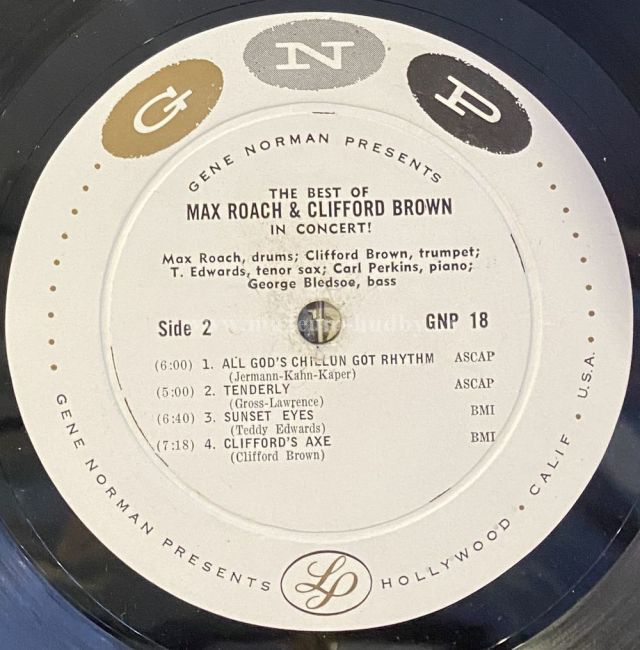 GNP
GENE NORMAN PRESENTS
THE BEST OF
MAX ROACH & CLIFFORD BROWN
IN CONCERT!
Max Roach, drums; Clifford Brown, trumpet;
T. Edwards, tenor sax; Carl Perkins, piano;
George Bledsoe, bass
Side 2
GNP 18
(6:00) 1. ALL GOD'S CHILLUN GOT RHYTHM ASCAP
(Jermann-Kahn-Kaper)
(5:00) 2. TENDERLY ASCAP
(Gross-Lawrence)
(6:40) 3. SUNSET EYES BMI
(Teddy Edwards)
(7:18) 4. CLIFFORD'S AXE BMI
(Clifford Brown)
GENE NORMAN PRESENTS LP HOLLYWOOD • CALIF • U.S.A.